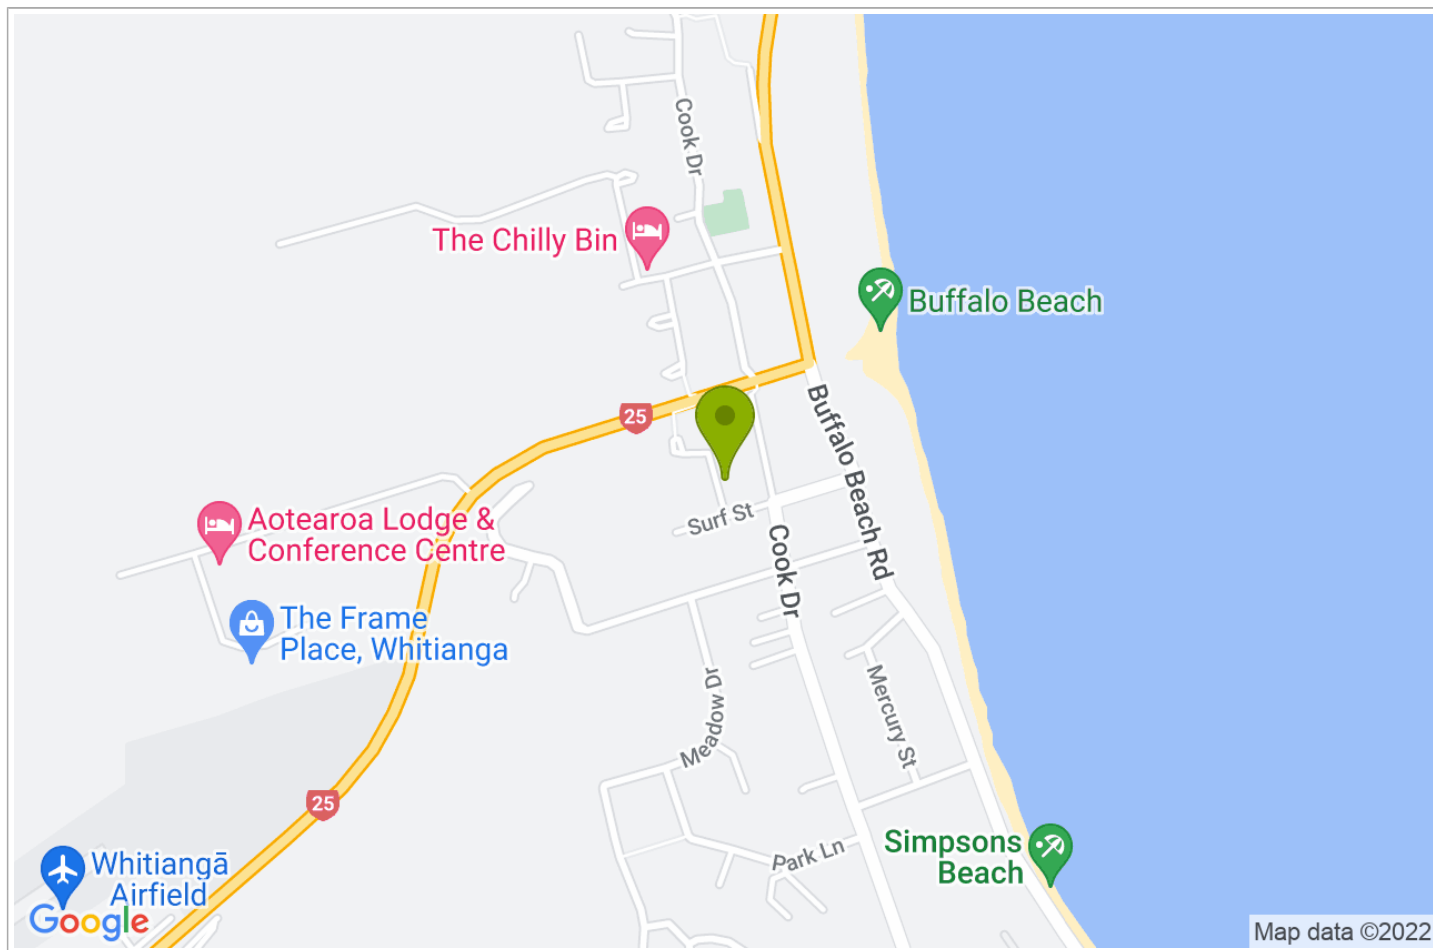 Cook Dr
The Chilly Bin
Buffalo Beach
25
Buffalo Beach Rd
Surf St
Aotearoa Lodge &
Conference Centre
Cook Dr
The Frame
Place, Whitianga
Meadow Dr
Mercury St
25
Simpsons
Beach
Park Ln
Whitiangā
Airfield
Google
Map data ©2022